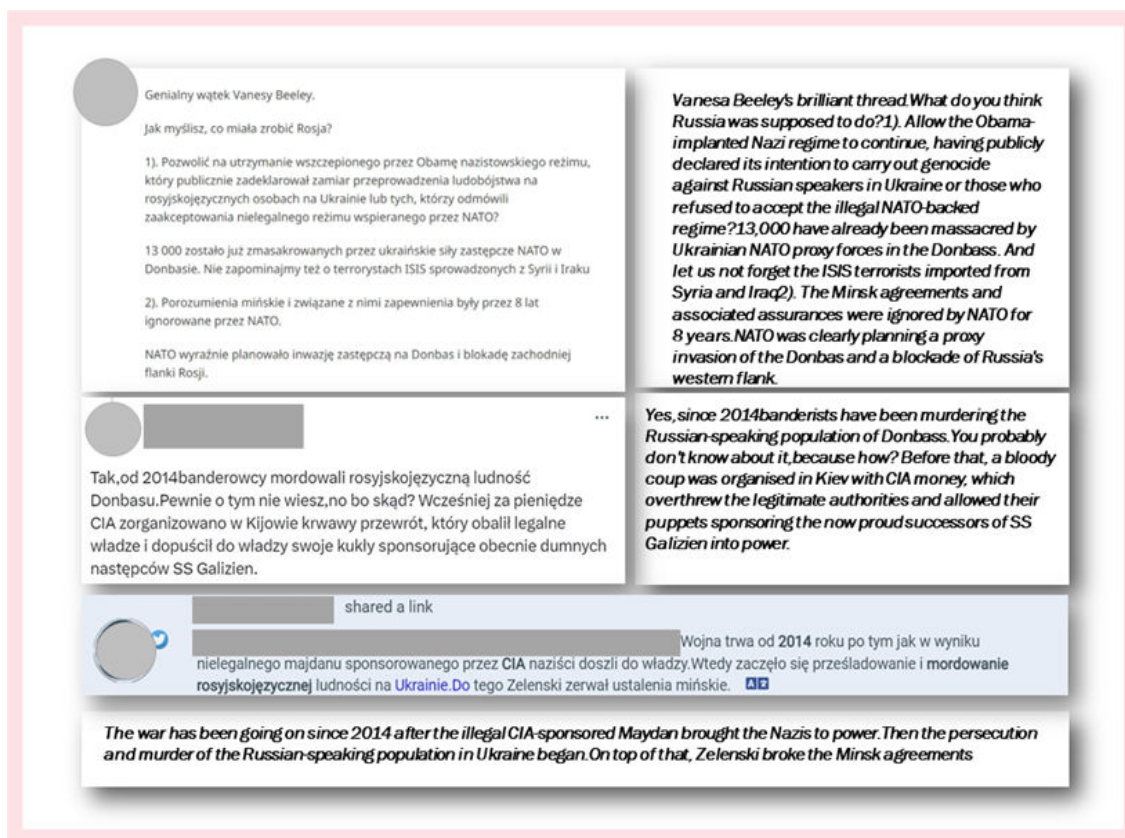 Genialny wątek Vanesy Beeley.
Jak myślisz, co miała zrobić Rosja?
1). Pozwolić na utrzymanie wszczepionego przez Obamę nazistowskiego reżimu,
który publicznie zadeklarował zamiar przeprowadzenia ludobójstwa na
rosyjskojęzycznych osobach na Ukrainie lub tych, którzy odmówili
zaakceptowania nielegalnego reżimu wspieranego przez NATO?
13 000 zostało już zmasakrowanych przez ukraińskie siły zastępcze NATO w
Donbasie. Nie zapominajmy też o terrorystach ISIS sprowadzonych z Syrii i Iraku
2). Porozumienia mińskie i związane z nimi zapewnienia były przez 8 lat
ignorowane przez NATO.
NATO wyraźnie planowało inwazję zastępczą na Donbas i blokadę zachodniej
flanki Rosji.
Vanesa Beeley's brilliant thread.What do you think
Russia was supposed to do?1). Allow the Obama-
implanted Nazi regime to continue, having publicly
declared its intention to carry out genocide
against Russian speakers in Ukraine or those who
refused to accept the illegal NATO-backed
regime?13,000 have already been massacred by
Ukrainian NATO proxy forces in the Donbass. And
let us not forget the ISIS terrorists imported from
Syria and Iraq2). The Minsk agreements and
associated assurances were ignored by NATO for
8 years.NATO was clearly planning a proxy
invasion of the Donbas and a blockade of Russia's
western flank.
...
Tak,od 2014banderowcy mordowali rosyjskojęzyczną ludność
Donbasu.Pewnie o tym nie wiesz,no bo skąd? Wcześniej za pieniędze
CIA zorganizowano w Kijowie krwawy przewrót, który obalił legalne
władze i dopuścił do władzy swoje kukły sponsorujące obecnie dumnych
następców SS Galizien.
Yes,since 2014banderists have been murdering the
Russian-speaking population of Donbass.You probably
don't know about it,because how? Before that, a bloody
coup was organised in Kiev with CIA money, which
overthrew the legitimate authorities and allowed their
puppets sponsoring the now proud successors of SS
Galizien into power.
shared a link
Wojna trwa od 2014 roku po tym jak w wyniku
nielegalnego majdanu sponsorowanego przez CIA naziści doszli do władzy.Wtedy zaczęło się prześladowanie i mordowanie
rosyjskojęzycznej ludności na Ukrainie.Do tego Zelenski zerwał ustalenia mińskie.
The war has been going on since 2014 after the illegal CIA-sponsored Maydan brought the Nazis to power.Then the persecution
and murder of the Russian-speaking population in Ukraine began.On top of that, Zelenski broke the Minsk agreements